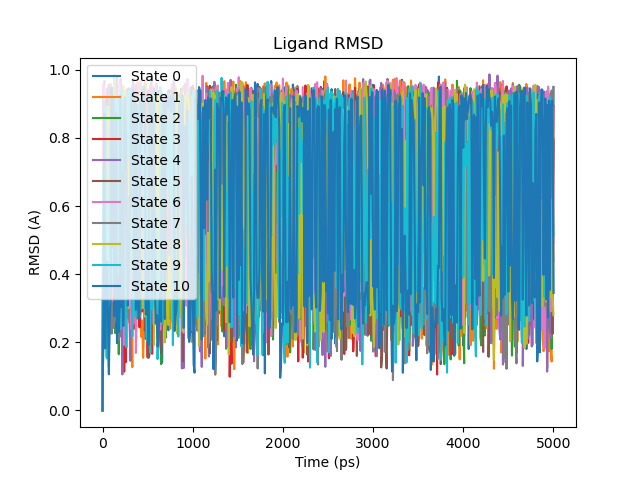 Ligand RMSD
1.0
0.8
0.6
0.4
0.2
0.0
RMSD (A)
State 0
State 1
State 2
State 3
State 4
State 5
State 6
State 7
State 8
State 9
State 10
0
1000
2000
3000
4000
5000
Time (ps)